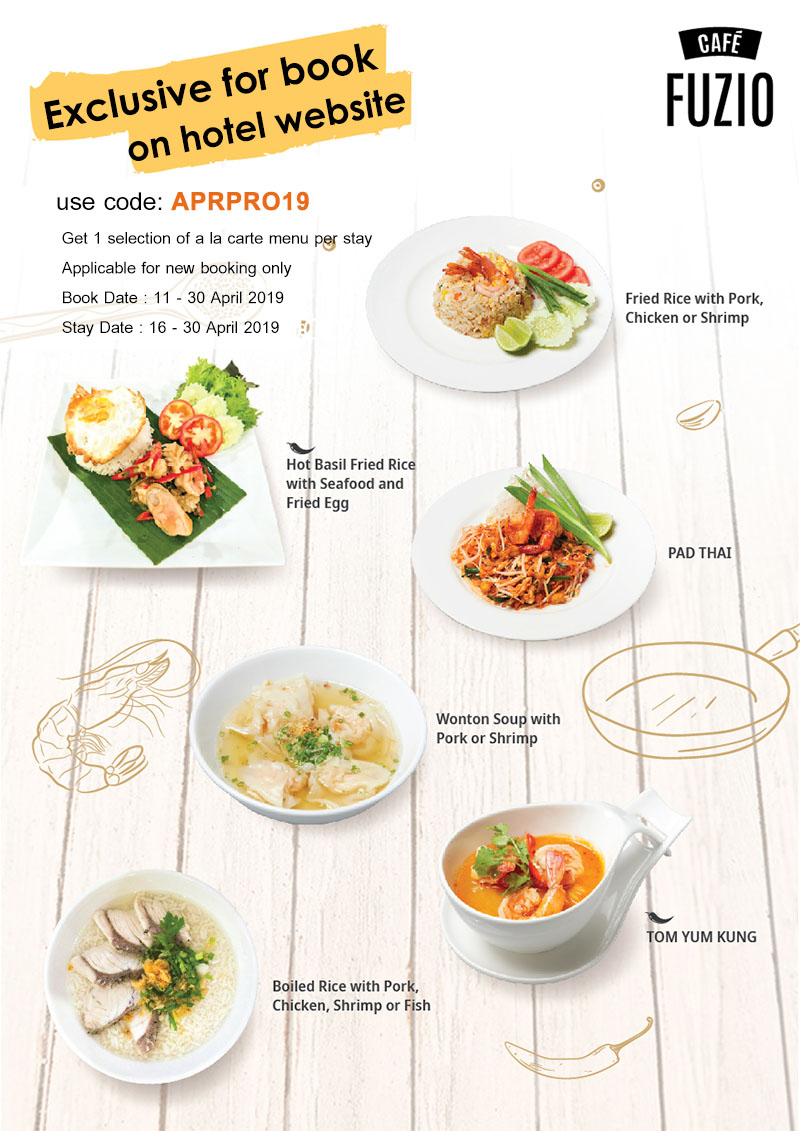 Exclusive for book
on hotel website
CAFÉ
FUZIO
use code: APRPRO19
Get 1 selection of a la carte menu per stay
Applicable for new booking only
Book Date : 11 - 30 April 2019
Stay Date : 16 - 30 April 2019
Fried Rice with Pork,
Chicken or Shrimp
Hot Basil Fried Rice
with Seafood and
Fried Egg
PAD THAI
Wonton Soup with
Pork or Shrimp
TOM YUM KUNG
Boiled Rice with Pork,
Chicken, Shrimp or Fish